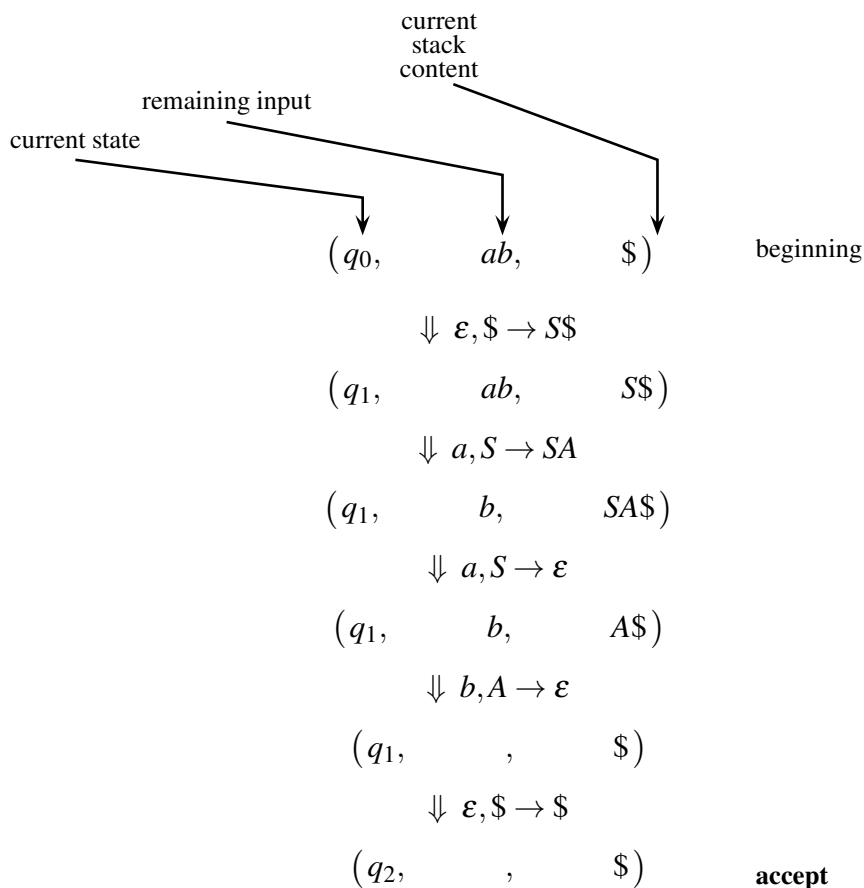 current
stack
content
remaining input
current state
(q₀, ab, $) beginning
⇓ ε, $ → S$
(q₁, ab, S$)
⇓ a, S → SA
(q₁, b, SA$)
⇓ a, S → ε
(q₁, b, A$)
⇓ b, A → ε
(q₁, , $)
⇓ ε, $ → $
(q₂, , $) accept